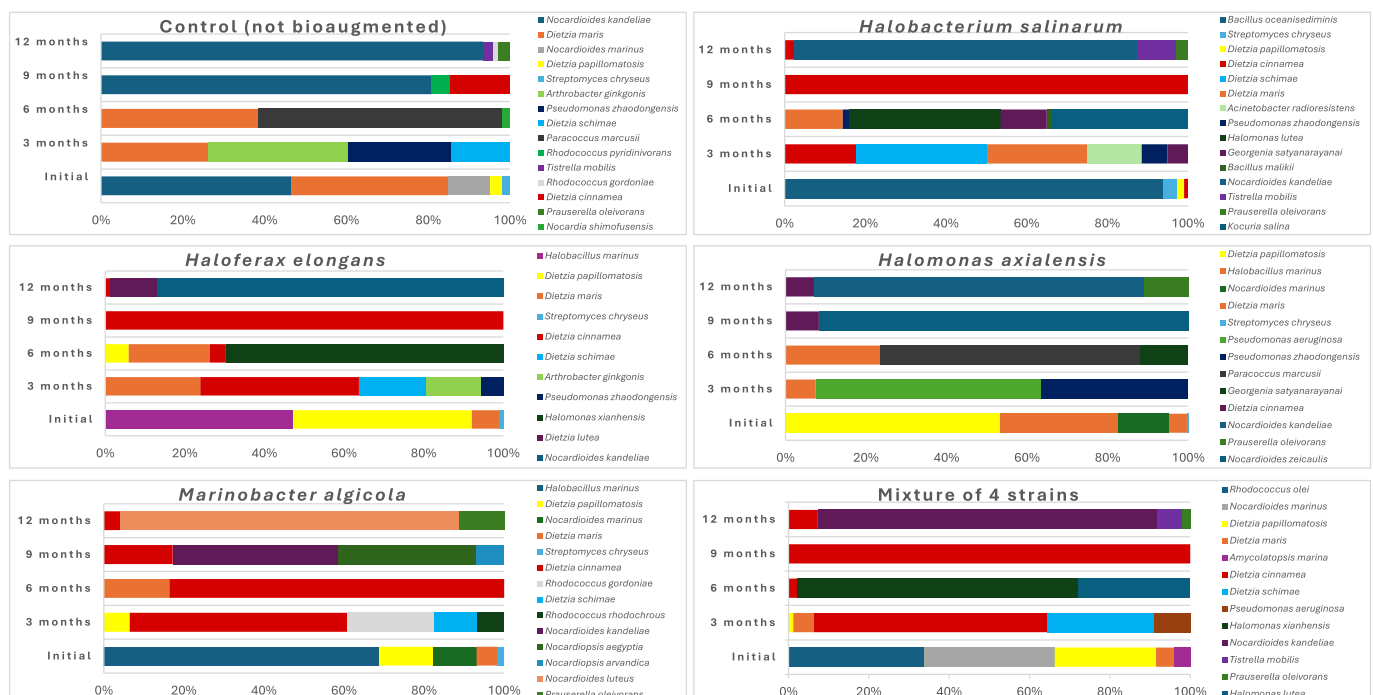 Control (not bioaugmented)
12 months
9 months
6 months
3 months
Initial
0% 20% 40% 60% 80% 100%
Nocardioides kandeliae
Dietzia maris
Nocardioides marinus
Dietzia papillomatosis
Streptomyces chryseus
Arthrobacter ginkgonis
Pseudomonas zhaodongensis
Dietzia schimae
Paracoccus marcusii
Rhodococcus pyridinivorans
Tistrella mobilis
Rhodococcus gordoniae
Dietzia cinnamea
Prauserella oleivorans
Nocardia shimofusensis
Halobacterium salinarum
12 months
9 months
6 months
3 months
Initial
0% 20% 40% 60% 80% 100%
Bacillus oceanisediminis
Streptomyces chryseus
Dietzia papillomatosis
Dietzia cinnamea
Dietzia schimae
Dietzia maris
Acinetobacter radioresistens
Pseudomonas zhaodongensis
Halomonas lutea
Georgenia satyanarayanai
Bacillus malikii
Nocardioides kandeliae
Tistrella mobilis
Prauserella oleivorans
Kocuria salina
Haloferax elongans
12 months
9 months
6 months
3 months
Initial
0% 20% 40% 60% 80% 100%
Halobacillus marinus
Dietzia papillomatosis
Dietzia maris
Streptomyces chryseus
Dietzia cinnamea
Dietzia schimae
Arthrobacter ginkgonis
Pseudomonas zhaodongensis
Halomonas xianhensis
Dietzia lutea
Nocardioides kandeliae
Halomonas axialensis
12 months
9 months
6 months
3 months
Initial
0% 20% 40% 60% 80% 100%
Dietzia papillomatosis
Halobacillus marinus
Nocardioides marinus
Dietzia maris
Streptomyces chryseus
Pseudomonas aeruginosa
Pseudomonas zhaodongensis
Paracoccus marcusii
Georgenia satyanarayanai
Dietzia cinnamea
Nocardioides kandeliae
Prauserella oleivorans
Nocardioides zeicaulis
Marinobacter algicola
12 months
9 months
6 months
3 months
Initial
0% 20% 40% 60% 80% 100%
Halobacillus marinus
Dietzia papillomatosis
Nocardioides marinus
Dietzia maris
Streptomyces chryseus
Dietzia cinnamea
Rhodococcus gordoniae
Dietzia schimae
Rhodococcus rhodochrous
Nocardioides kandeliae
Nocardiopsis aegyptia
Nocardiopsis arvandica
Nocardioides luteus
Prauserella oleivorans
Mixture of 4 strains
12 months
9 months
6 months
3 months
Initial
0% 20% 40% 60% 80% 100%
Rhodococcus olei
Nocardioides marinus
Dietzia papillomatosis
Dietzia maris
Amycolatopsis marina
Dietzia cinnamea
Dietzia schimae
Pseudomonas aeruginosa
Halomonas xianhensis
Nocardioides kandeliae
Tistrella mobilis
Prauserella oleivorans
Halomonas lutea